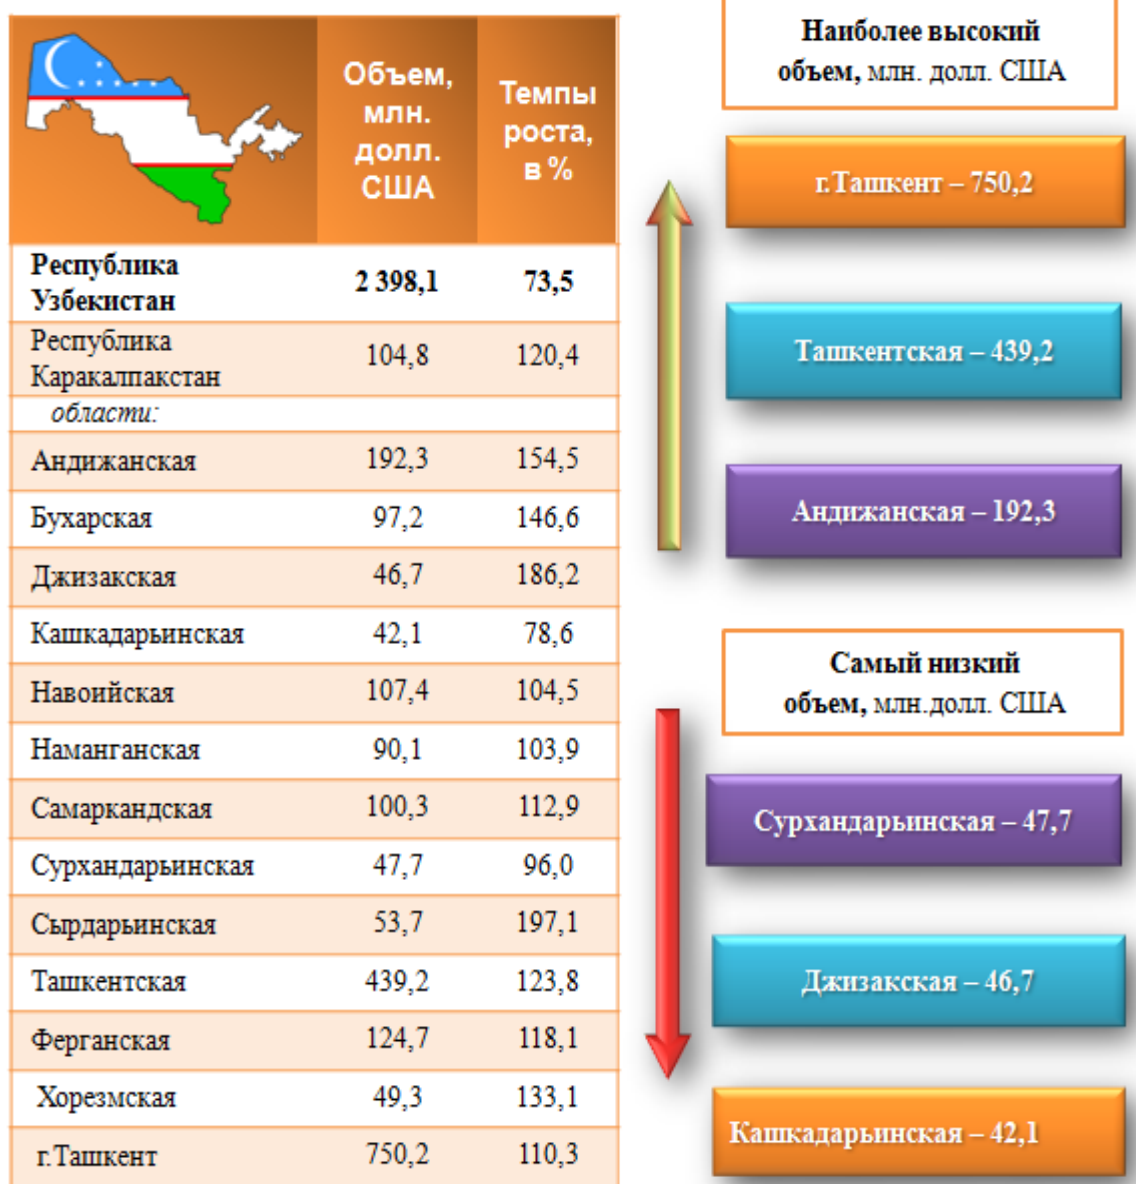 Объем, млн. долл. США
Темпы роста, в %
Республика Узбекистан 2 398,1 73,5
Республика Каракалпакстан 104,8 120,4
области:
Андижанская 192,3 154,5
Бухарская 97,2 146,6
Джизакская 46,7 186,2
Кашкадарьинская 42,1 78,6
Навоийская 107,4 104,5
Наманганская 90,1 103,9
Самаркандская 100,3 112,9
Сурхандарьинская 47,7 96,0
Сырдарьинская 53,7 197,1
Ташкентская 439,2 123,8
Ферганская 124,7 118,1
Хорезмская 49,3 133,1
г.Ташкент 750,2 110,3
Наиболее высокий
объем, млн. долл. США
г.Ташкент – 750,2
Ташкентская – 439,2
Андижанская – 192,3
Самый низкий
объем, млн.долл. США
Сурхандарьинская – 47,7
Джизакская – 46,7
Кашкадарьинская – 42,1